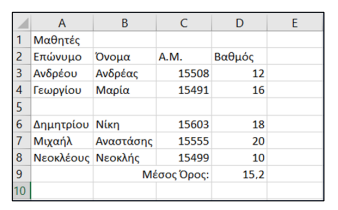 A B C D E
1 Μαθητές
2 Επώνυμο Όνομα Α.Μ. Βαθμός
3 Ανδρέου Ανδρέας 15508 12
4 Γεωργίου Μαρία 15491 16
5
6 Δημητρίου Νίκη 15603 18
7 Μιχαήλ Αναστάσης 15555 20
8 Νεοκλέους Νεοκλής 15499 10
9 Μέσος Όρος: 15,2
10